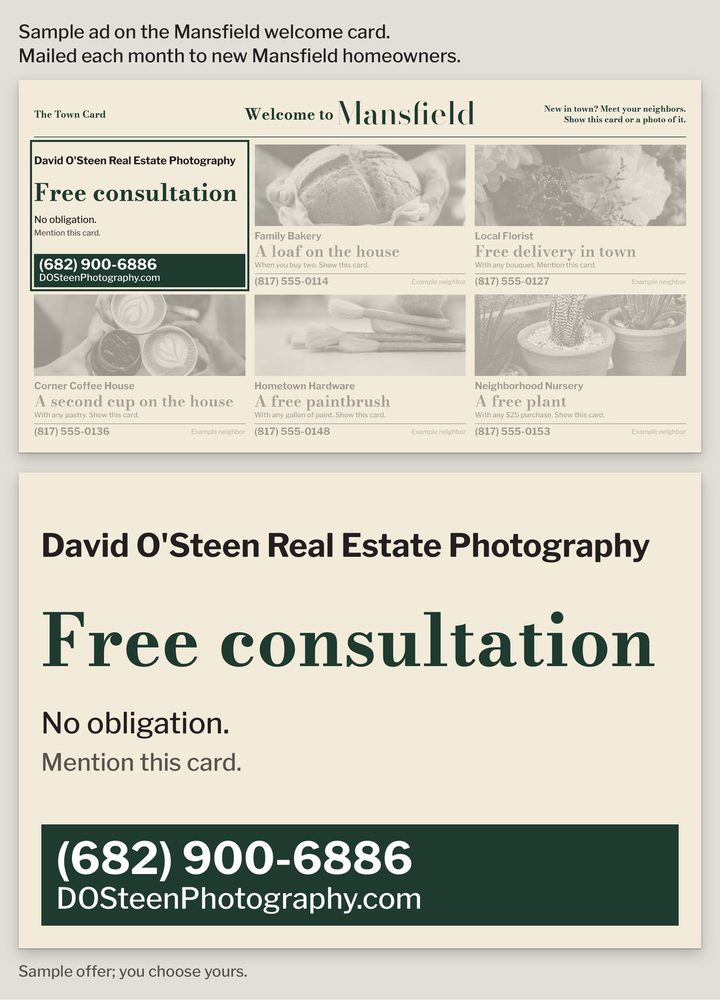 Sample ad on the Mansfield welcome card.
Mailed each month to new Mansfield homeowners.
The Town Card
Welcome to Mansfield
New in town? Meet your neighbors.
Show this card or a photo of it.
David O'Steen Real Estate Photography
Free consultation
No obligation.
Mention this card.
(682) 900-6886
DOSteenPhotography.com
Family Bakery
A loaf on the house
When you buy two. Show this card.
(817) 555-0114
Example neighbor
Local Florist
Free delivery in town
With any bouquet. Mention this card.
(817) 555-0127
Example neighbor
Corner Coffee House
A second cup on the house
With any pastry. Show this card.
(817) 555-0136
Example neighbor
Hometown Hardware
A free paintbrush
With any gallon of paint. Show this card.
(817) 555-0148
Example neighbor
Neighborhood Nursery
A free plant
With any $25 purchase. Show this card.
(817) 555-0153
Example neighbor
David O'Steen Real Estate Photography
Free consultation
No obligation.
Mention this card.
(682) 900-6886
DOSteenPhotography.com
Sample offer; you choose yours.